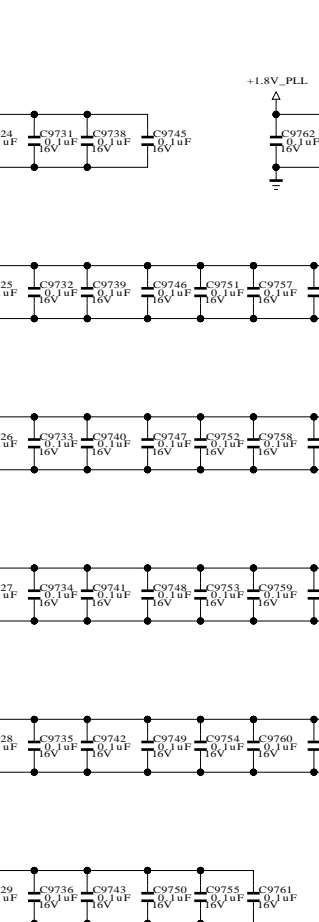 +1.8V_PLL
24 C9731 C9738 C9745 C9762
uF 0.1uF 0.1uF 0.1uF 0.1uF
16V 16V 16V 16V
25 C9732 C9739 C9746 C9751 C9757
uF 0.1uF 0.1uF 0.1uF 0.1uF 0.1uF
16V 16V 16V 16V 16V
26 C9733 C9740 C9747 C9752 C9758
uF 0.1uF 0.1uF 0.1uF 0.1uF 0.1uF
16V 16V 16V 16V 16V
27 C9734 C9741 C9748 C9753 C9759
uF 0.1uF 0.1uF 0.1uF 0.1uF 0.1uF
16V 16V 16V 16V 16V
28 C9735 C9742 C9749 C9754 C9760
uF 0.1uF 0.1uF 0.1uF 0.1uF 0.1uF
16V 16V 16V 16V 16V
29 C9736 C9743 C9750 C9755 C9761
uF 0.1uF 0.1uF 0.1uF 0.1uF 0.1uF
16V 16V 16V 16V 16V